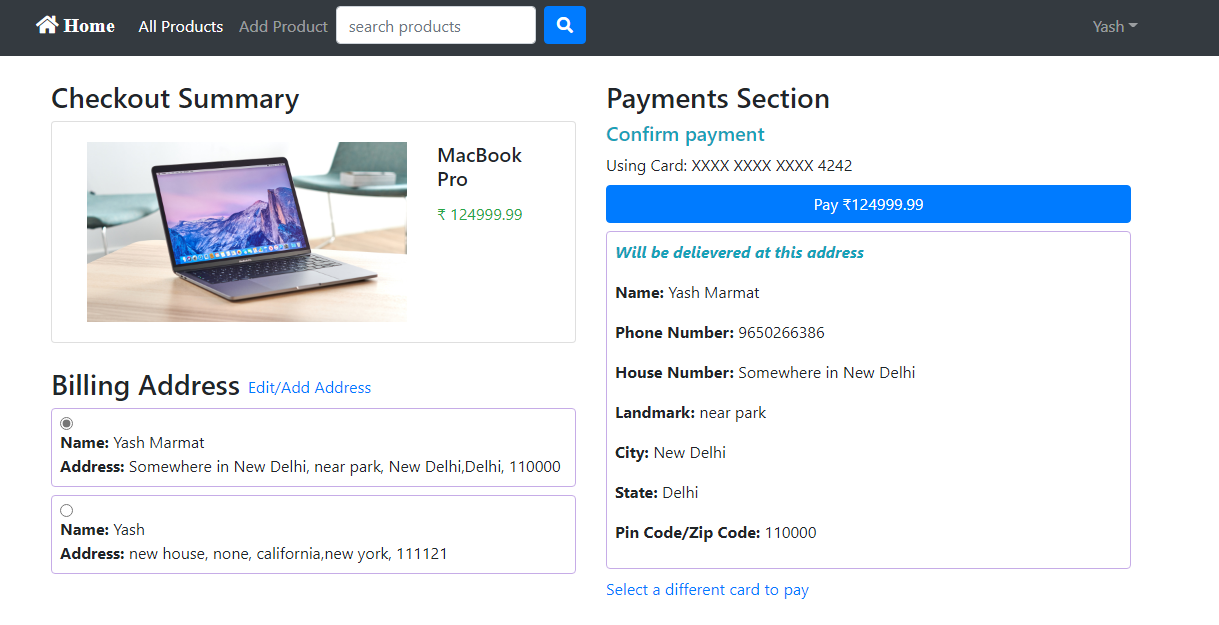 Home All Products Add Product search products Yash
Checkout Summary
MacBook
Pro
₹ 124999.99
Billing Address Edit/Add Address
Name: Yash Marmat
Address: Somewhere in New Delhi, near park, New Delhi,Delhi, 110000
Name: Yash
Address: new house, none, california,new york, 111121
Payments Section
Confirm payment
Using Card: XXXX XXXX XXXX 4242
Pay ₹124999.99
Will be delievered at this address
Name: Yash Marmat
Phone Number: 9650266386
House Number: Somewhere in New Delhi
Landmark: near park
City: New Delhi
State: Delhi
Pin Code/Zip Code: 110000
Select a different card to pay